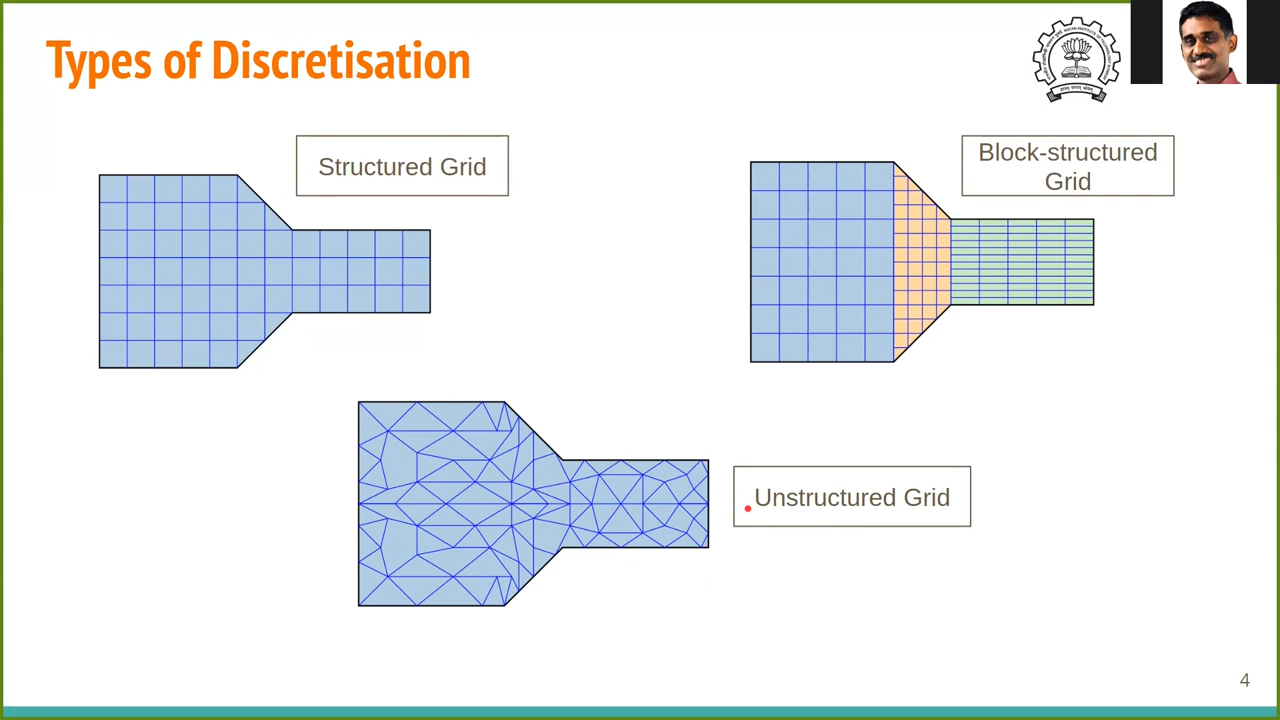 Types of Discretisation
Structured Grid
Block-structured
Grid
Unstructured Grid
4